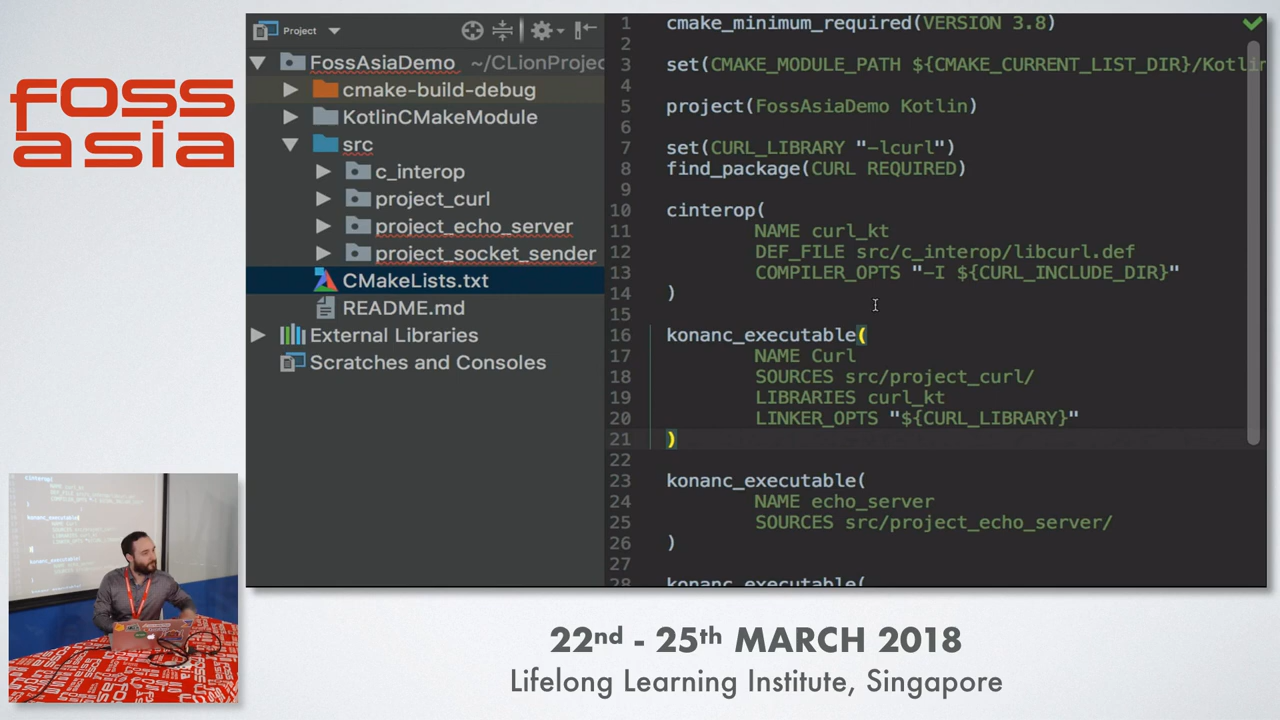 foss
asia
Project
FossAsiaDemo ~/CLionProjec
cmake-build-debug
KotlinCMakeModule
src
c_interop
project_curl
project_echo_server
project_socket_sender
CMakeLists.txt
README.md
External Libraries
Scratches and Consoles
1 cmake_minimum_required(VERSION 3.8)
2
3 set(CMAKE_MODULE_PATH ${CMAKE_CURRENT_LIST_DIR}/Kotlin
4
5 project(FossAsiaDemo Kotlin)
6
7 set(CURL_LIBRARY "-lcurl")
8 find_package(CURL REQUIRED)
9
10 cinterop(
11 NAME curl_kt
12 DEF_FILE src/c_interop/libcurl.def
13 COMPILER_OPTS "-I ${CURL_INCLUDE_DIR}"
14 )
15
16 konanc_executable(
17 NAME Curl
18 SOURCES src/project_curl/
19 LIBRARIES curl_kt
20 LINKER_OPTS "${CURL_LIBRARY}"
21 )
22
23 konanc_executable(
24 NAME echo_server
25 SOURCES src/project_echo_server/
26 )
27
28 konanc_executable(
22nd - 25th MARCH 2018
Lifelong Learning Institute, Singapore